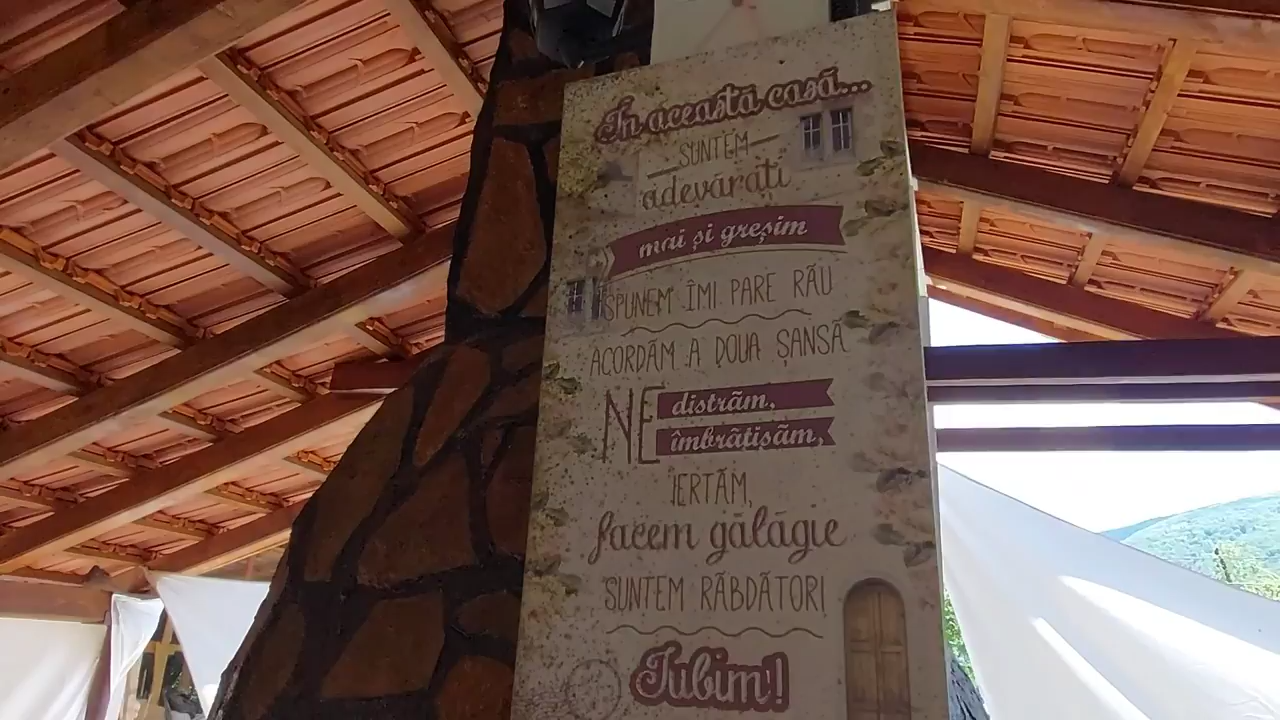 În această casă...
SUNTEM
adevărați
mai și greșim
SPUNEM ÎMI PARE RĂU
ACORDĂM A DOUA ȘANSĂ
NE distrăm,
îmbrățișăm,
IERTĂM,
facem gălăgie
SUNTEM RĂBDĂTORI
Iubim!